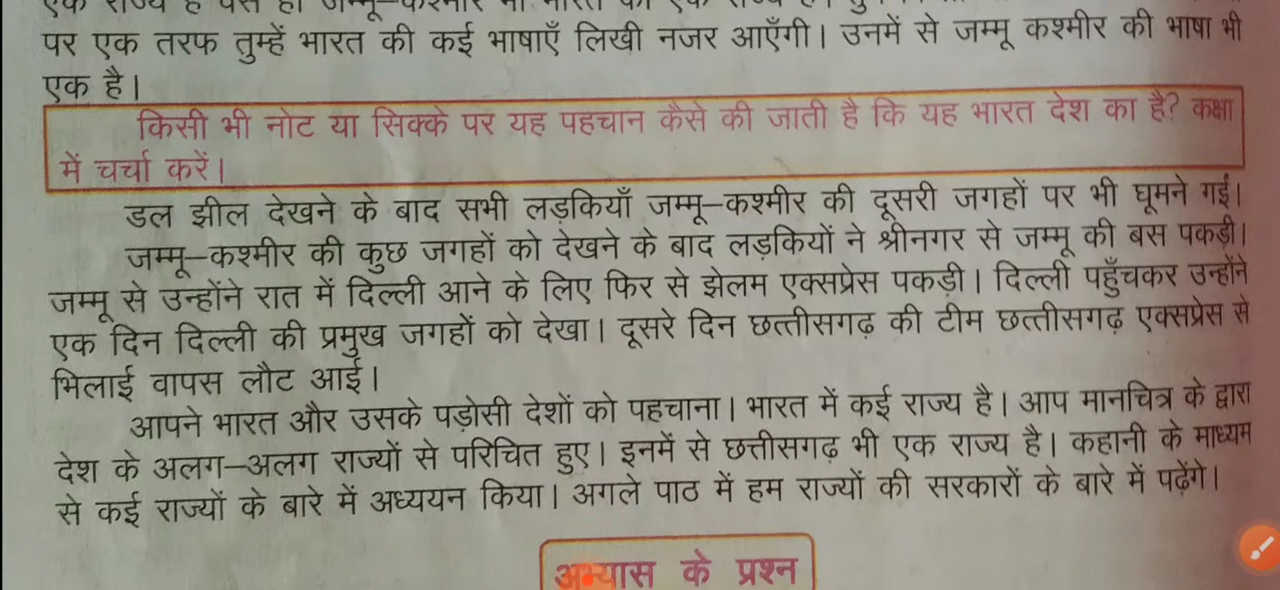 पर एक तरफ तुम्हें भारत की कई भाषाएँ लिखी नजर आएँगी। उनमें से जम्मू कश्मीर की भाषा भी
एक है।
किसी भी नोट या सिक्के पर यह पहचान कैसे की जाती है कि यह भारत देश का है? कक्षा
में चर्चा करें।
डल झील देखने के बाद सभी लड़कियाँ जम्मू–कश्मीर की दूसरी जगहों पर भी घूमने गईं।
जम्मू–कश्मीर की कुछ जगहों को देखने के बाद लड़कियों ने श्रीनगर से जम्मू की बस पकड़ी।
जम्मू से उन्होंने रात में दिल्ली आने के लिए फिर से झेलम एक्सप्रेस पकड़ी। दिल्ली पहुँचकर उन्होंने
एक दिन दिल्ली की प्रमुख जगहों को देखा। दूसरे दिन छत्तीसगढ़ की टीम छत्तीसगढ़ एक्सप्रेस से
भिलाई वापस लौट आई।
आपने भारत और उसके पड़ोसी देशों को पहचाना। भारत में कई राज्य है। आप मानचित्र के द्वारा
देश के अलग–अलग राज्यों से परिचित हुए। इनमें से छत्तीसगढ़ भी एक राज्य है। कहानी के माध्यम
से कई राज्यों के बारे में अध्ययन किया। अगले पाठ में हम राज्यों की सरकारों के बारे में पढ़ेंगे।
अभ्यास के प्रश्न